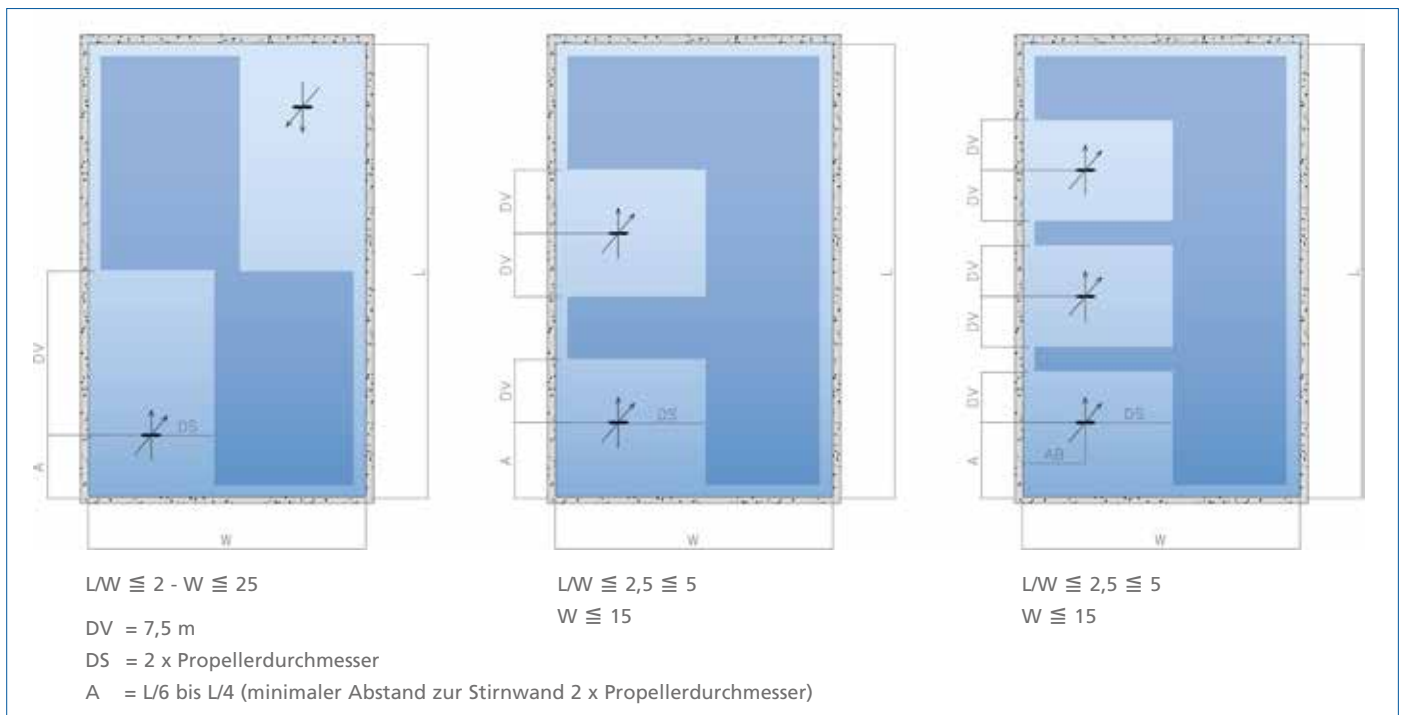 DV
A
DS
L
W
DV
DV
DV
A
DS
L
W
DV
DV
DV
DV
DV
A
DS
AB
L
W
L/W ≦ 2 - W ≦ 25
DV = 7,5 m
DS = 2 x Propellerdurchmesser
A = L/6 bis L/4 (minimaler Abstand zur Stirnwand 2 x Propellerdurchmesser)
L/W ≦ 2,5 ≦ 5
W ≦ 15
L/W ≦ 2,5 ≦ 5
W ≦ 15